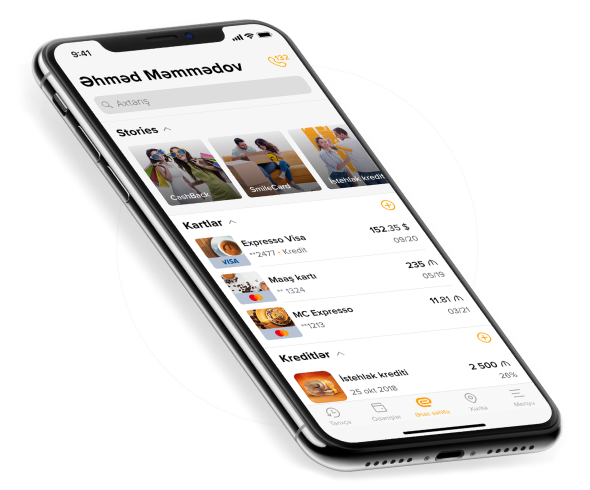 9:41
132
Əhməd Məmmədov
Axtarış
Stories
CashBack
SmileCard
İstehlak kredit
Kartlar
Expresso Visa
152.35 $
**2477 - Kredit
09/20
VISA
Maaş kartı
235 ₼
** 1324
05/19
MC Expresso
11.81 ₼
**1213
03/21
Kreditlər
İstehlak krediti
2 500 ₼
25 okt 2018
26%
Tarixçə
Ödənişlər
Əsas səhifə
Xəritə
Menyu